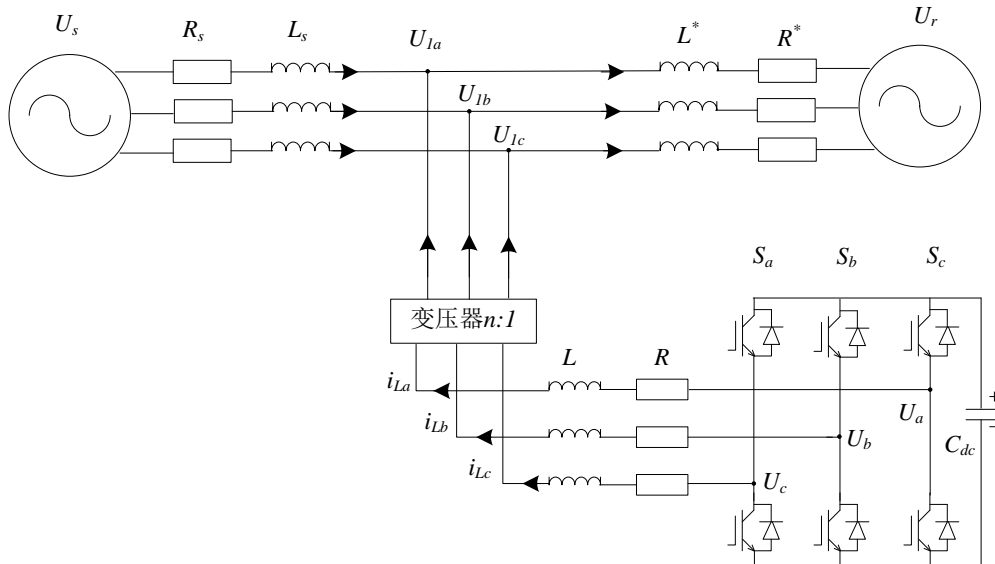 U_s
R_s
L_s
U_1a
L^*
R^*
U_r
U_1b
U_1c
S_a
S_b
S_c
变压器n:1
L
R
i_La
U_a
+
−
i_Lb
U_b
C_dc
i_Lc
U_c